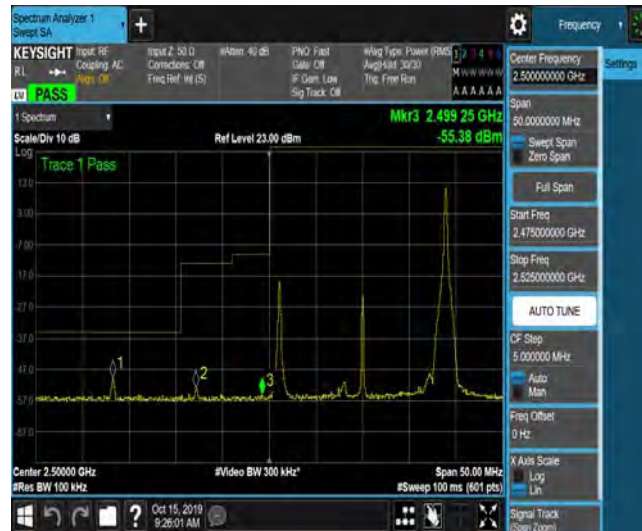 Spectrum Analyzer 1
Swept SA
+
Frequency
KEYSIGHT
RL
Input: RF
Coupling: AC
Align: Off
Input Z: 50 Ω
Corrections: Off
Freq Ref: Int (S)
#Atten: 40 dB
PNO: Fast
Gate: Off
IF Gain: Low
Sig Track: Off
#Avg Type: Power (RMS
Avg|Hold: 30/30
Trig: Free Run
1 2 3 4
M W W W W W
A A A A A A
PASS
1 Spectrum
Scale/Div 10 dB
Ref Level 23.00 dBm
Mkr3 2.499 25 GHz
-55.38 dBm
Log
Trace 1 Pass
13.0
3.00
-7.00
-17.0
-27.0
-37.0
-47.0
-57.0
-67.0
1
2
3
Center 2.50000 GHz
#Res BW 100 kHz
#Video BW 300 kHz*
Span 50.00 MHz
#Sweep 100 ms (601 pts)
Center Frequency
2.500000000 GHz
Settings
Span
50.0000000 MHz
Swept Span
Zero Span
Full Span
Start Freq
2.475000000 GHz
Stop Freq
2.525000000 GHz
AUTO TUNE
CF Step
5.000000 MHz
Auto
Man
Freq Offset
0 Hz
X Axis Scale
Log
Lin
Signal Track
(Span Zoom)
?
Oct 15, 2019
9:26:01 AM